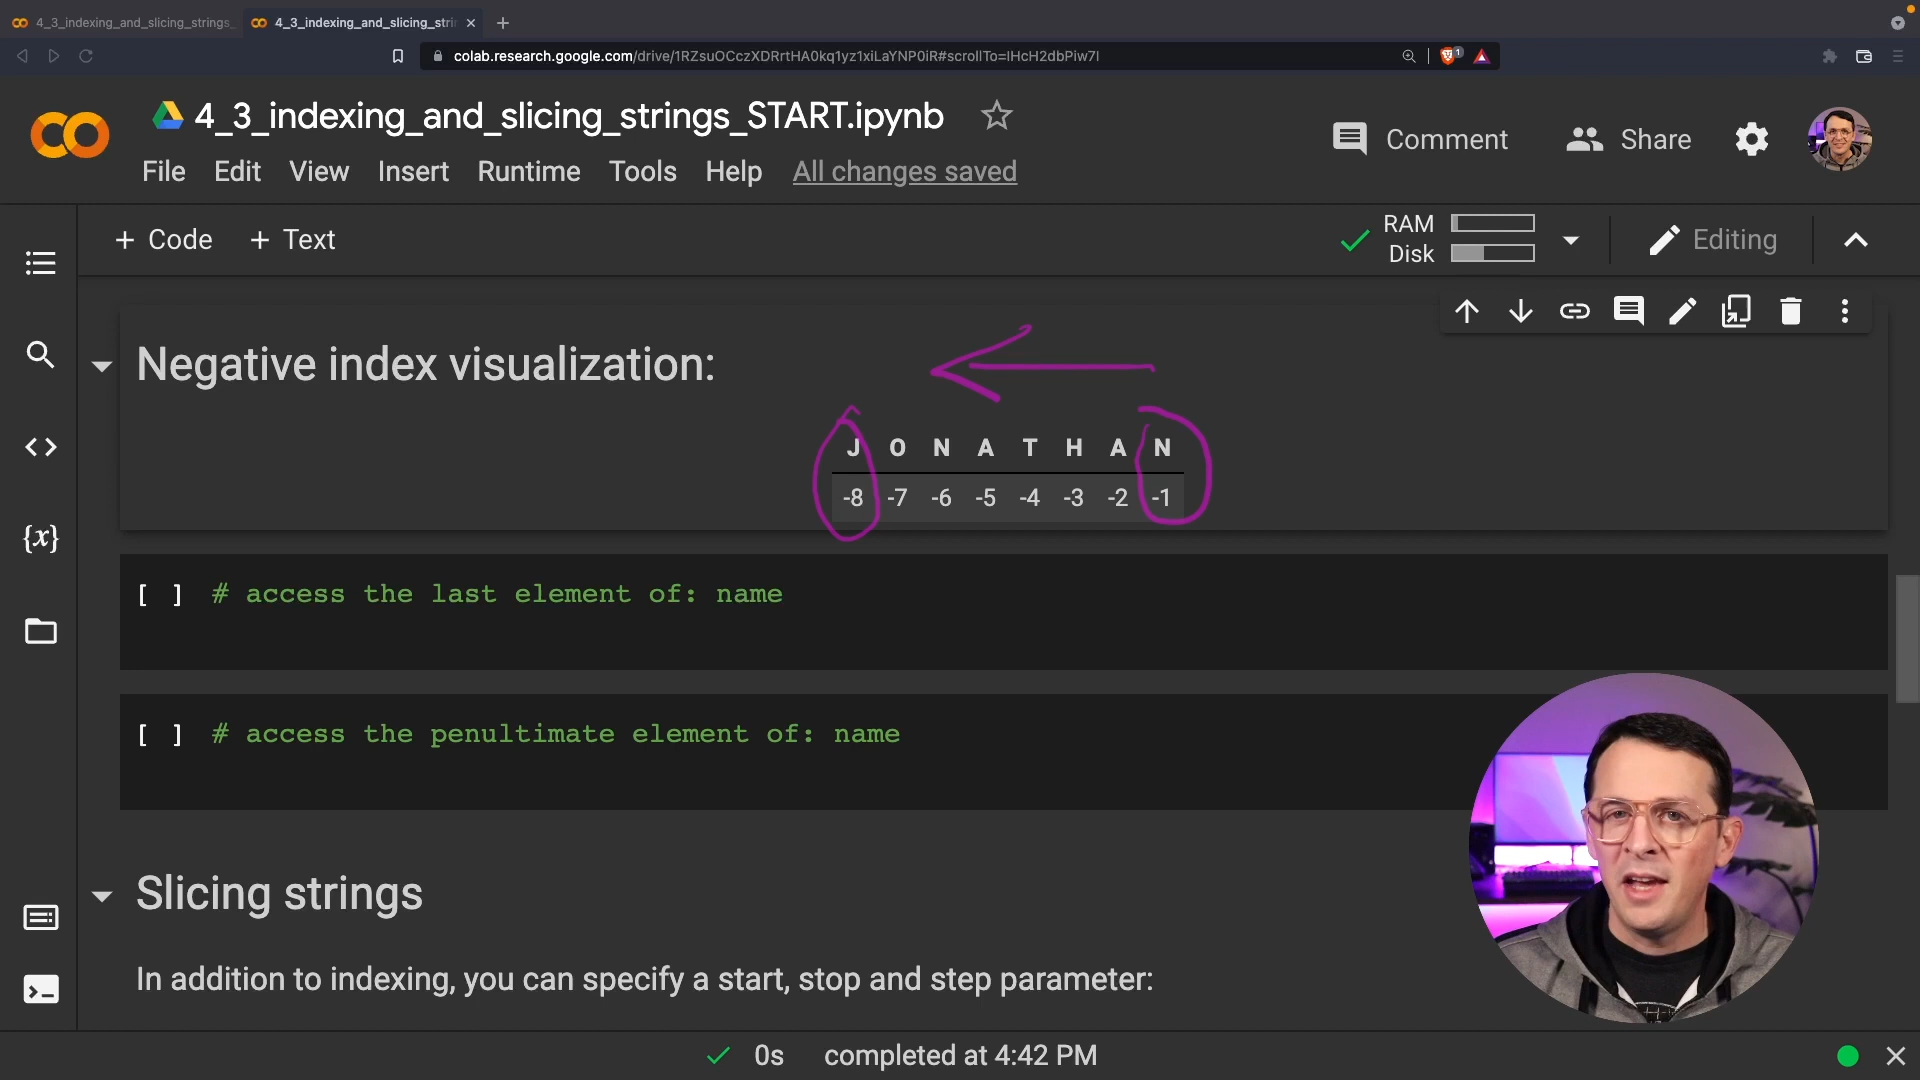 4_3_indexing_and_slicing_strings_
4_3_indexing_and_slicing_stri
colab.research.google.com/drive/1RZsuOCczXDRrtHA0kq1yz1xiLaYNP0iR#scrollTo=IHcH2dbPiw7I
1
4_3_indexing_and_slicing_strings_START.ipynb
Comment
Share
File Edit View Insert Runtime Tools Help All changes saved
+ Code + Text
RAM
Disk
Editing
Negative index visualization:
J O N A T H A N
-8 -7 -6 -5 -4 -3 -2 -1
{x}
[ ] # access the last element of: name
[ ] # access the penultimate element of: name
Slicing strings
In addition to indexing, you can specify a start, stop and step parameter:
0s completed at 4:42 PM